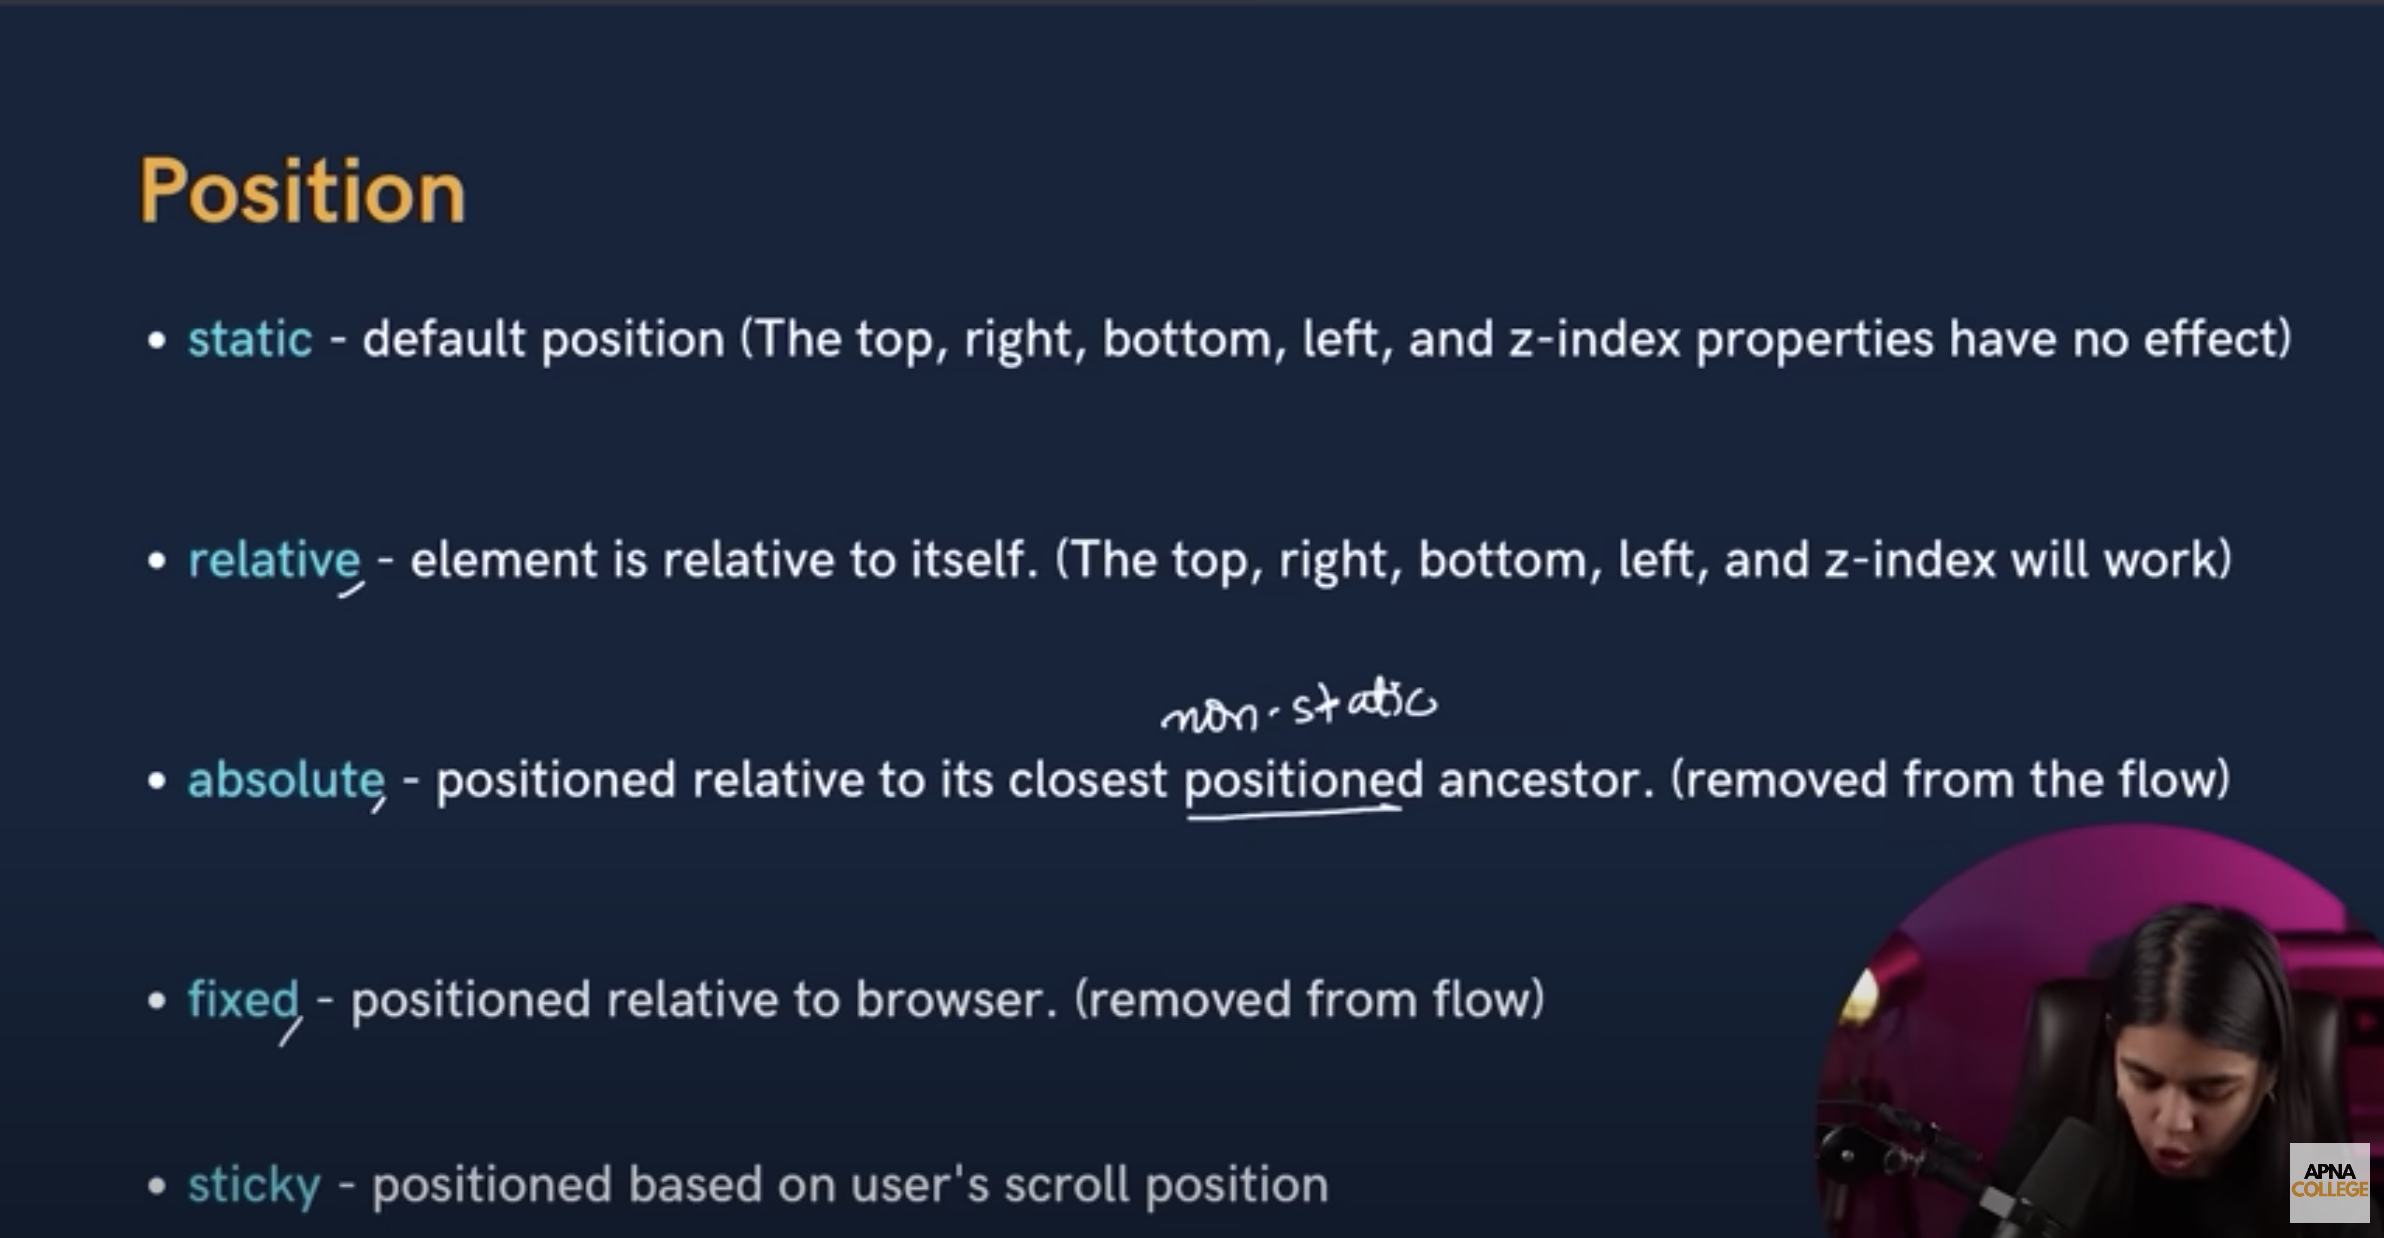 Position
• static - default position (The top, right, bottom, left, and z-index properties have no effect)
• relative - element is relative to itself. (The top, right, bottom, left, and z-index will work)
non-static
• absolute - positioned relative to its closest positioned ancestor. (removed from the flow)
• fixed - positioned relative to browser. (removed from flow)
• sticky - positioned based on user's scroll position
APNA
COLLEGE